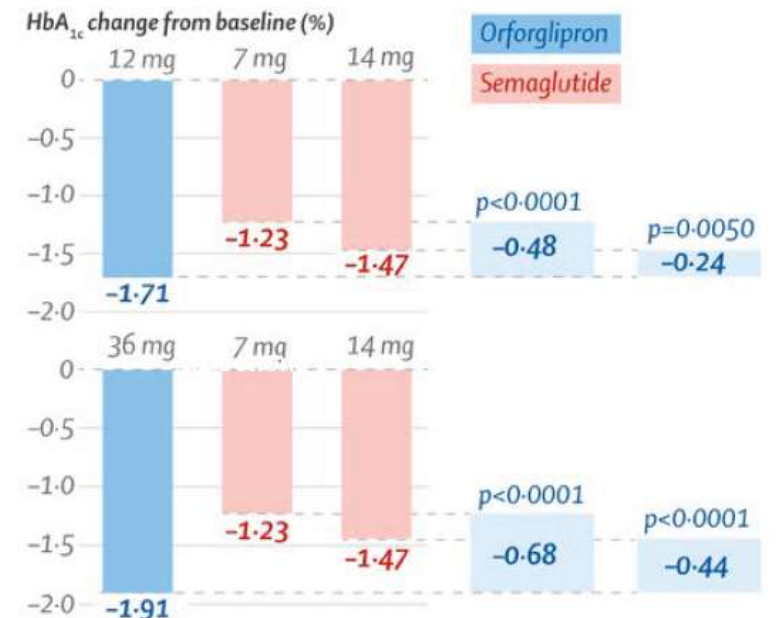 HbA1c change from baseline (%)
Orforglipron
Semaglutide
12 mg 7 mg 14 mg
0
–0·5
–1·0
–1·5
–2·0
–1·71
–1·23
–1·47
p<0·0001
–0·48
p=0·0050
–0·24
36 mg 7 mg 14 mg
0
–0·5
–1·0
–1·5
–2·0
–1·91
–1·23
–1·47
p<0·0001
–0·68
p<0·0001
–0·44